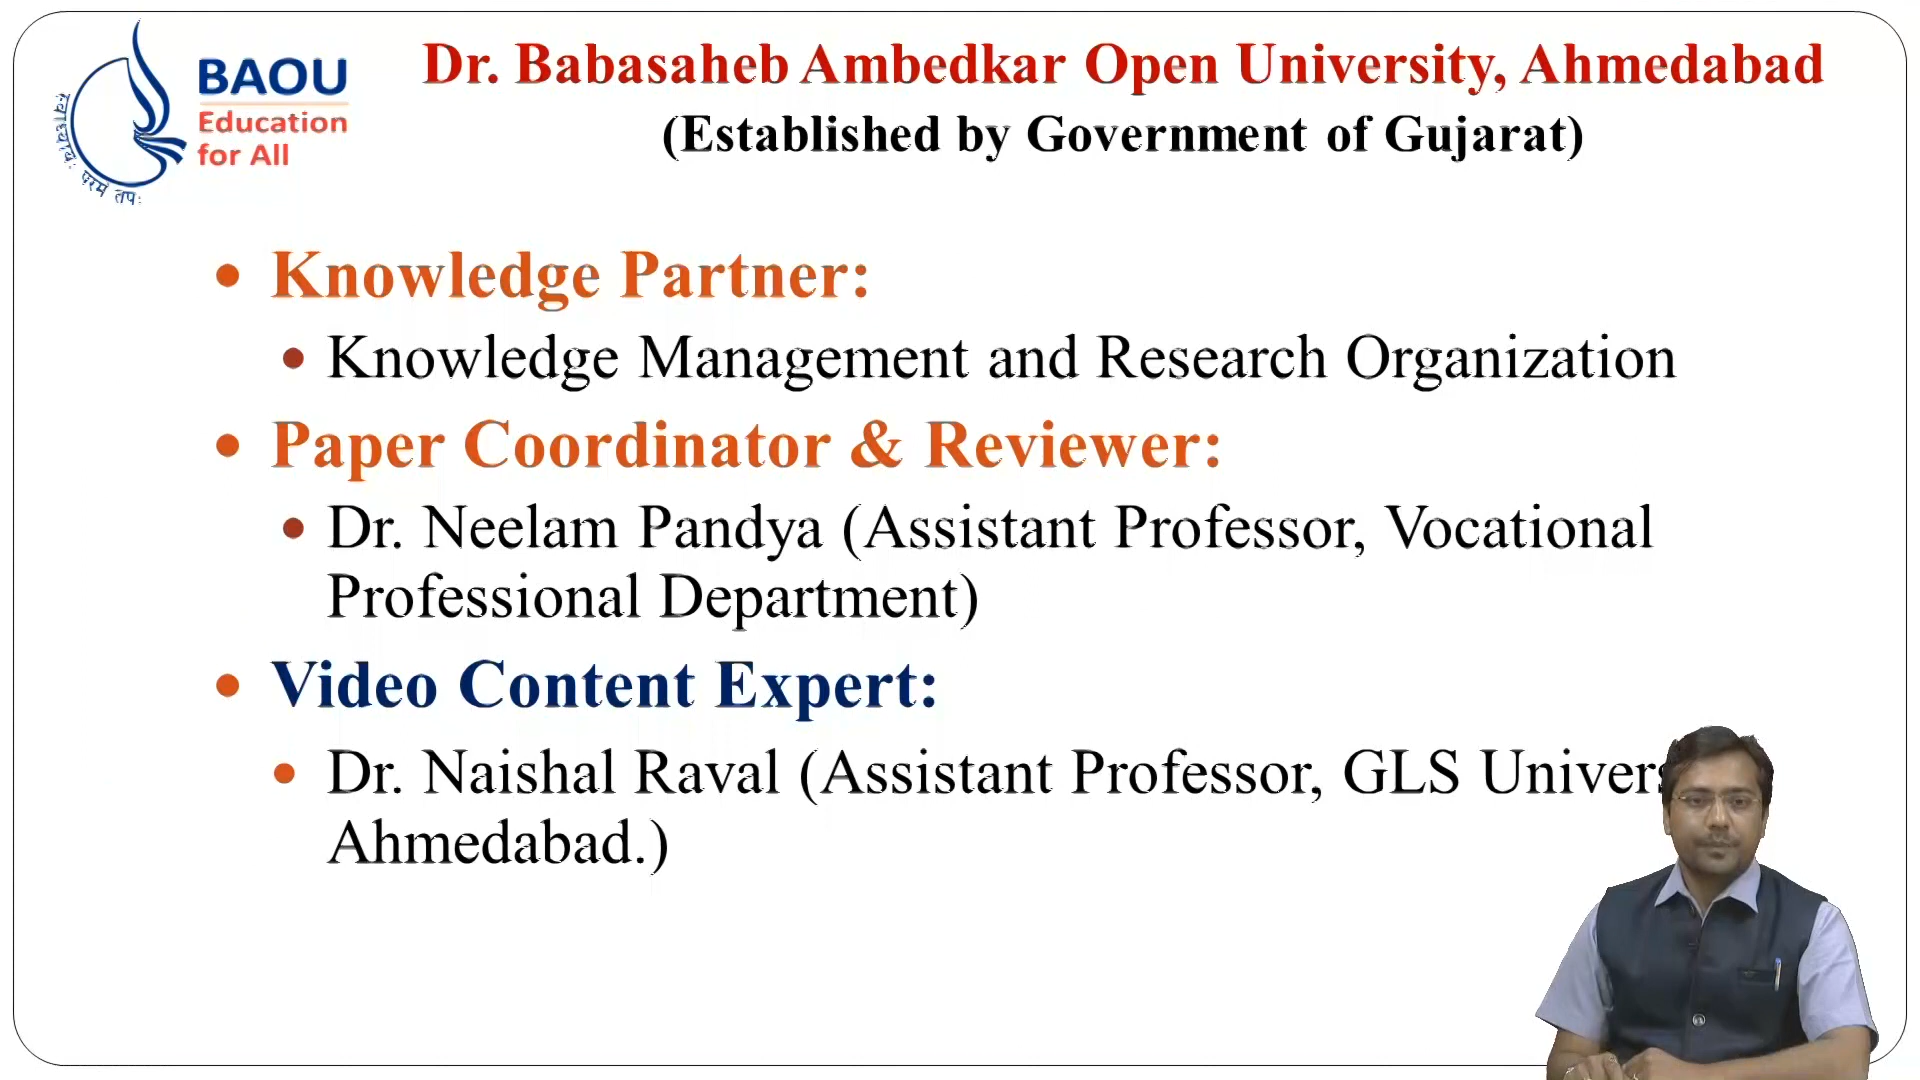 BAOU
Education
for All
परमं तपः
Dr. Babasaheb Ambedkar Open University, Ahmedabad
(Established by Government of Gujarat)
• Knowledge Partner:
• Knowledge Management and Research Organization
• Paper Coordinator & Reviewer:
• Dr. Neelam Pandya (Assistant Professor, Vocational
Professional Department)
• Video Content Expert:
• Dr. Naishal Raval (Assistant Professor, GLS
Ahmedabad.)